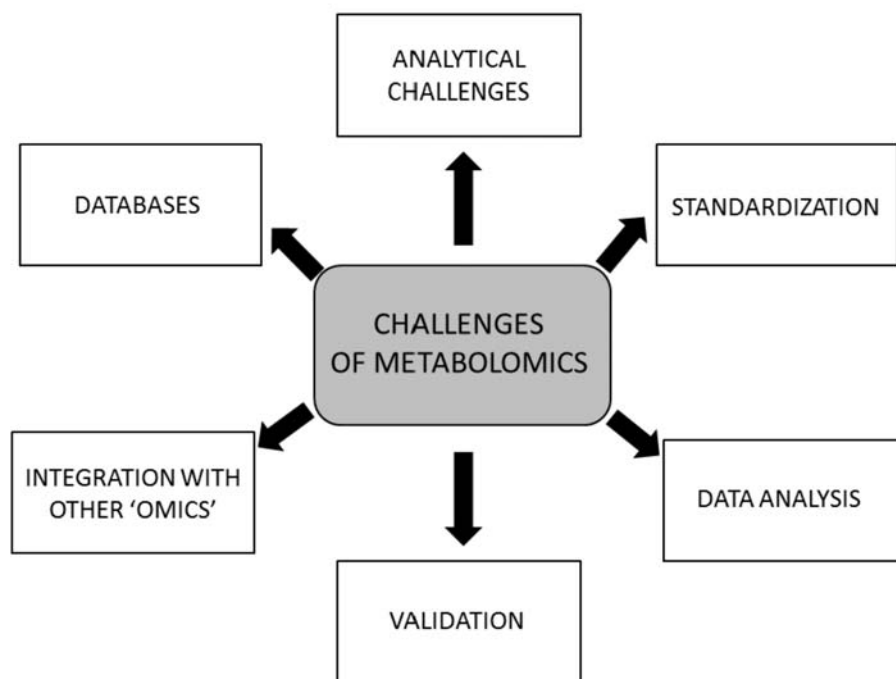 ANALYTICAL
CHALLENGES
DATABASES
STANDARDIZATION
CHALLENGES
OF METABOLOMICS
INTEGRATION WITH
OTHER ‘OMICS’
DATA ANALYSIS
VALIDATION